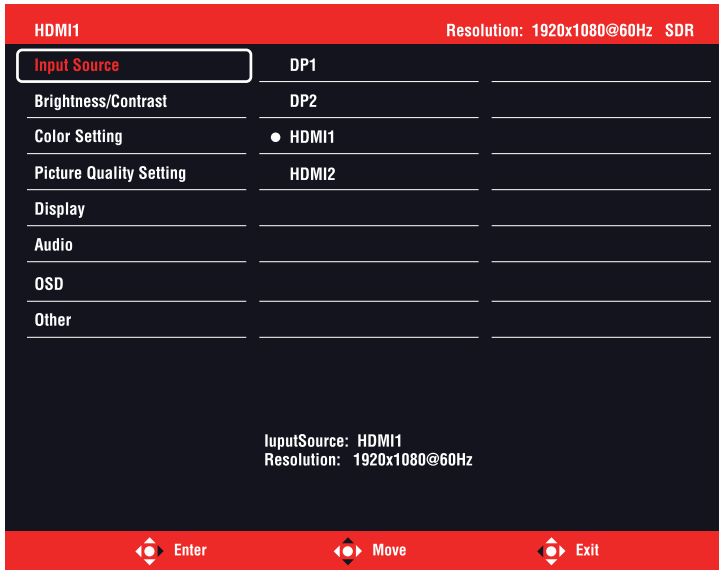 HDMI1 Resolution: 1920x1080@60Hz SDR
Input Source DP1
Brightness/Contrast DP2
Color Setting HDMI1
Picture Quality Setting HDMI2
Display
Audio
OSD
Other
IuputSource: HDMI1
Resolution: 1920x1080@60Hz
Enter Move Exit